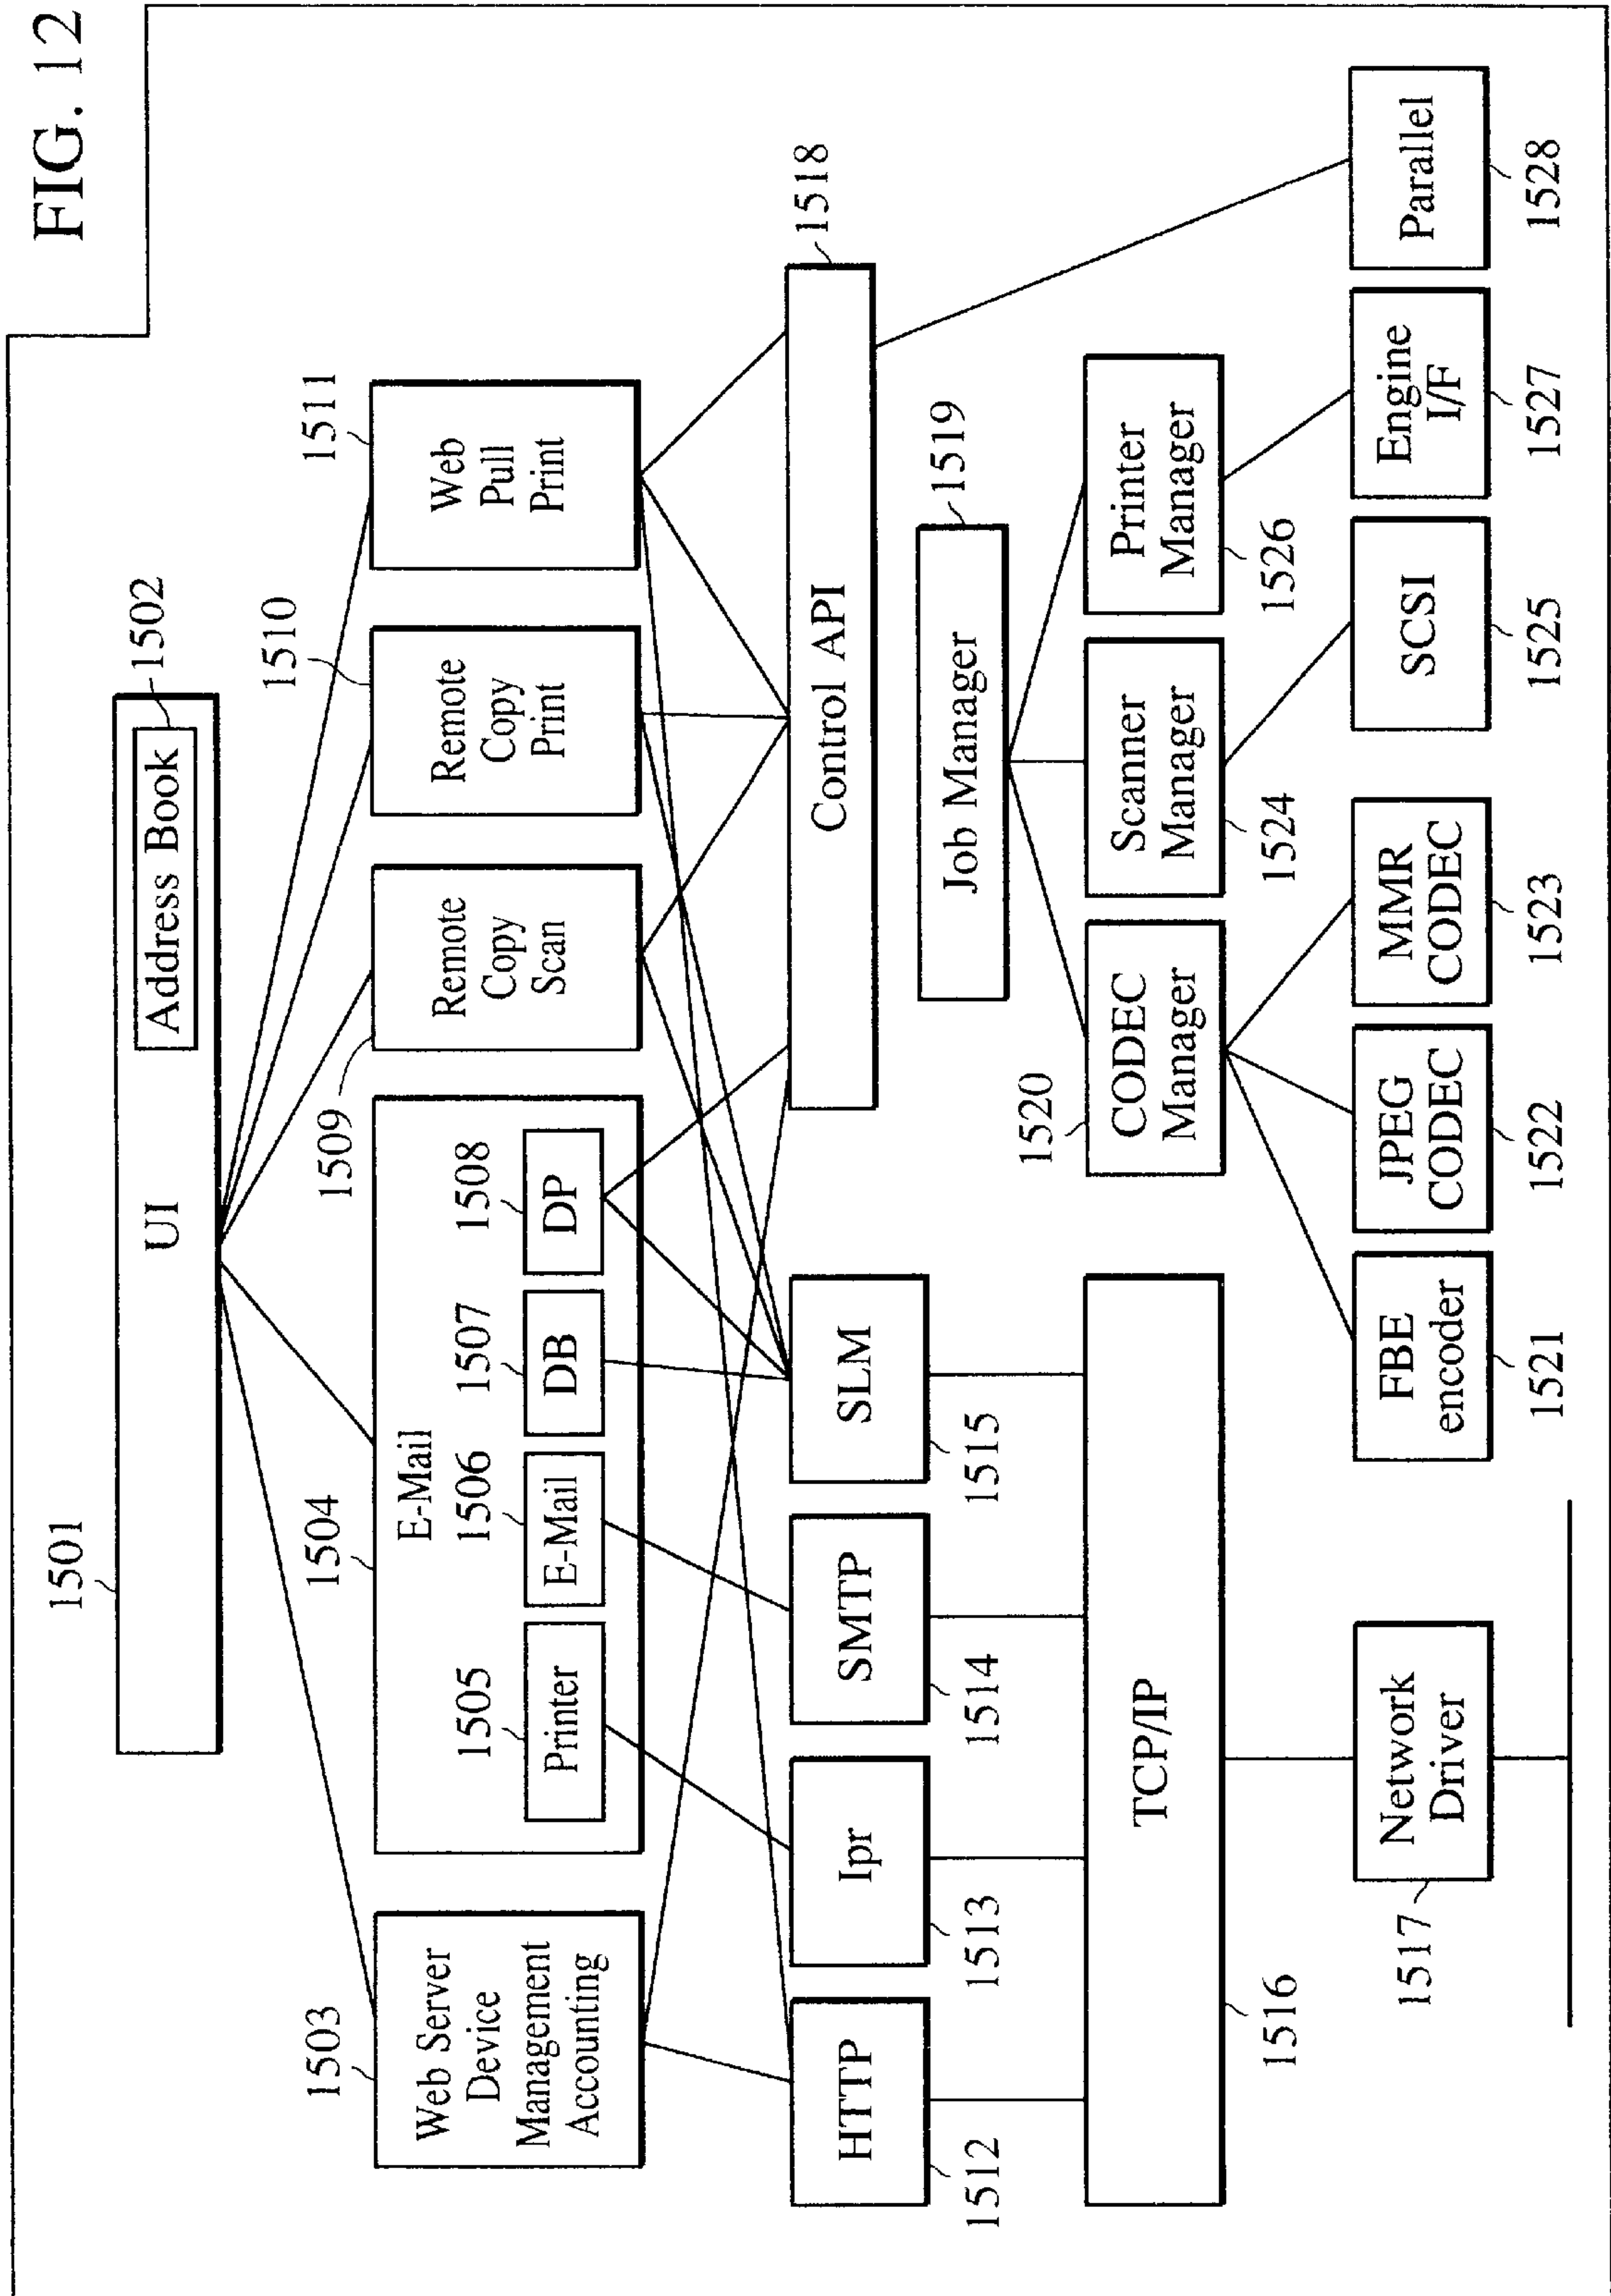 FIG. 12
1501
UI
Address Book
1502
1503
Web Server
Device
Management
Accounting
1504
E-Mail
1505
Printer
1506
E-Mail
1507
DB
1508
DP
1509
Remote
Copy
Scan
1510
Remote
Copy
Print
1511
Web
Pull
Print
HTTP
1512
Ipr
1513
SMTP
1514
SLM
1515
Control API
1518
TCP/IP
1516
Job Manager
1519
1520
CODEC
Manager
Scanner
Manager
1524
Printer
Manager
1526
Network
Driver
1517
FBE
encoder
1521
JPEG
CODEC
1522
MMR
CODEC
1523
SCSI
1525
Engine
I/F
1527
Parallel
1528